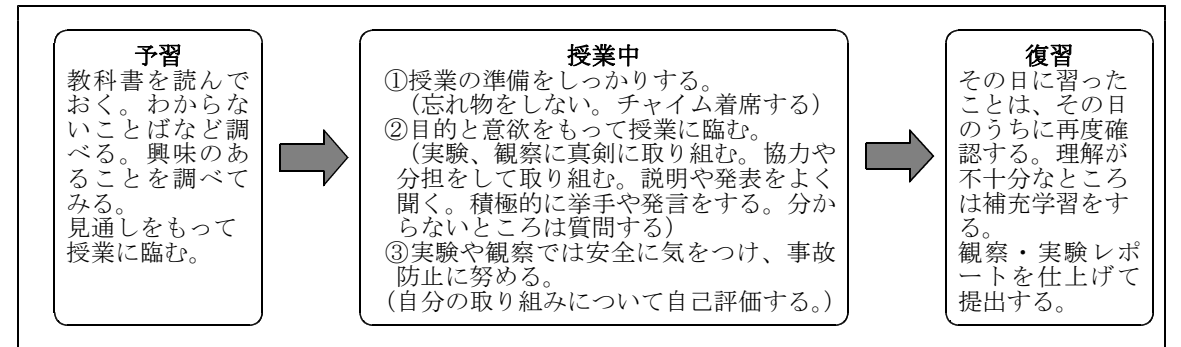 予習
教科書を読んで
おく。わからな
いことばなど調
べる。興味のあ
ることを調べて
みる。
見通しをもって
授業に臨む。
授業中
①授業の準備をしっかりする。
(忘れ物をしない。チャイム着席する)
②目的と意欲をもって授業に臨む。
(実験、観察に真剣に取り組む。協力や
分担をして取り組む。説明や発表をよく
聞く。積極的に挙手や発言をする。分か
らないところは質問する)
③実験や観察では安全に気をつけ、事故
防止に努める。
(自分の取り組みについて自己評価する。)
復習
その日に習った
ことは、その日
のうちに再度確
認する。理解が
不十分なところ
は補充学習をす
る。
観察・実験レポ
ートを仕上げて
提出する。